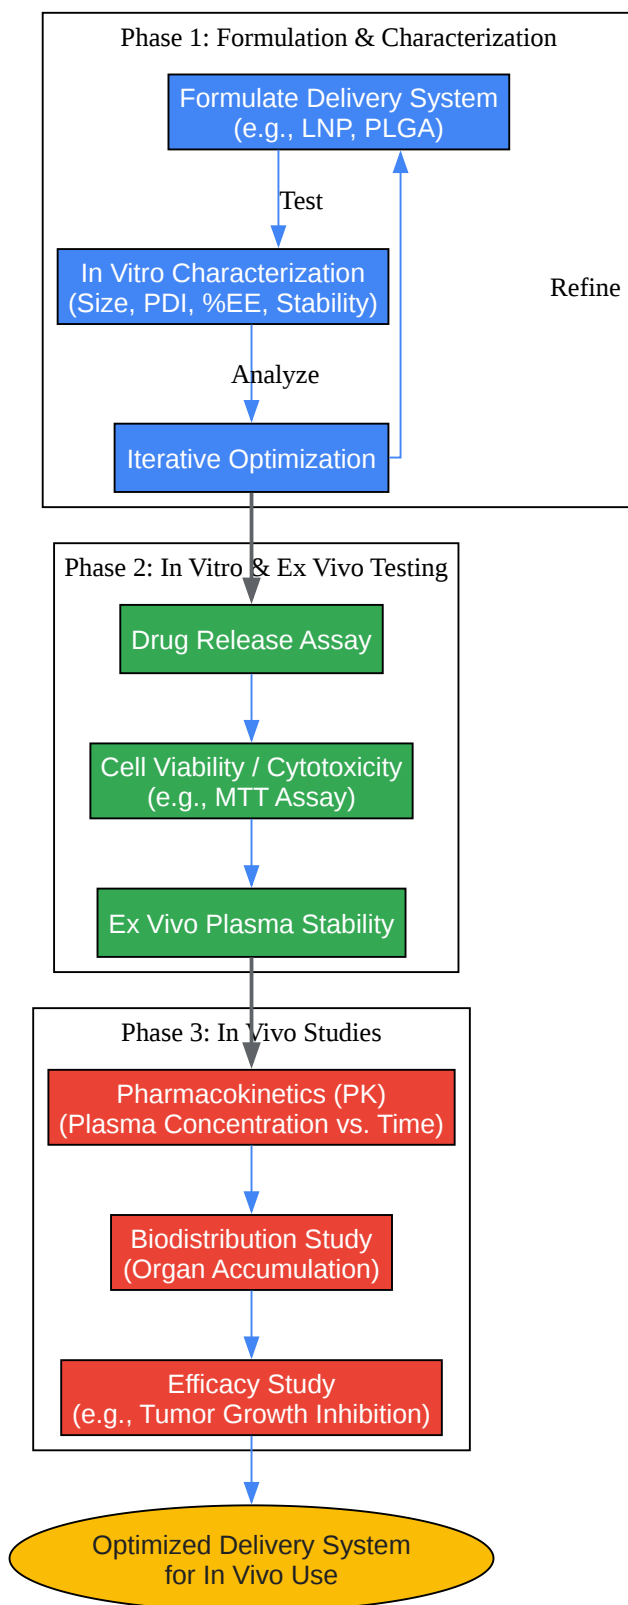 Phase 1: Formulation & Characterization
Formulate Delivery System
(e.g., LNP, PLGA)
Test
In Vitro Characterization
(Size, PDI, %EE, Stability)
Refine
Analyze
Iterative Optimization
Phase 2: In Vitro & Ex Vivo Testing
Drug Release Assay
Cell Viability / Cytotoxicity
(e.g., MTT Assay)
Ex Vivo Plasma Stability
Phase 3: In Vivo Studies
Pharmacokinetics (PK)
(Plasma Concentration vs. Time)
Biodistribution Study
(Organ Accumulation)
Efficacy Study
(e.g., Tumor Growth Inhibition)
Optimized Delivery System
for In Vivo Use